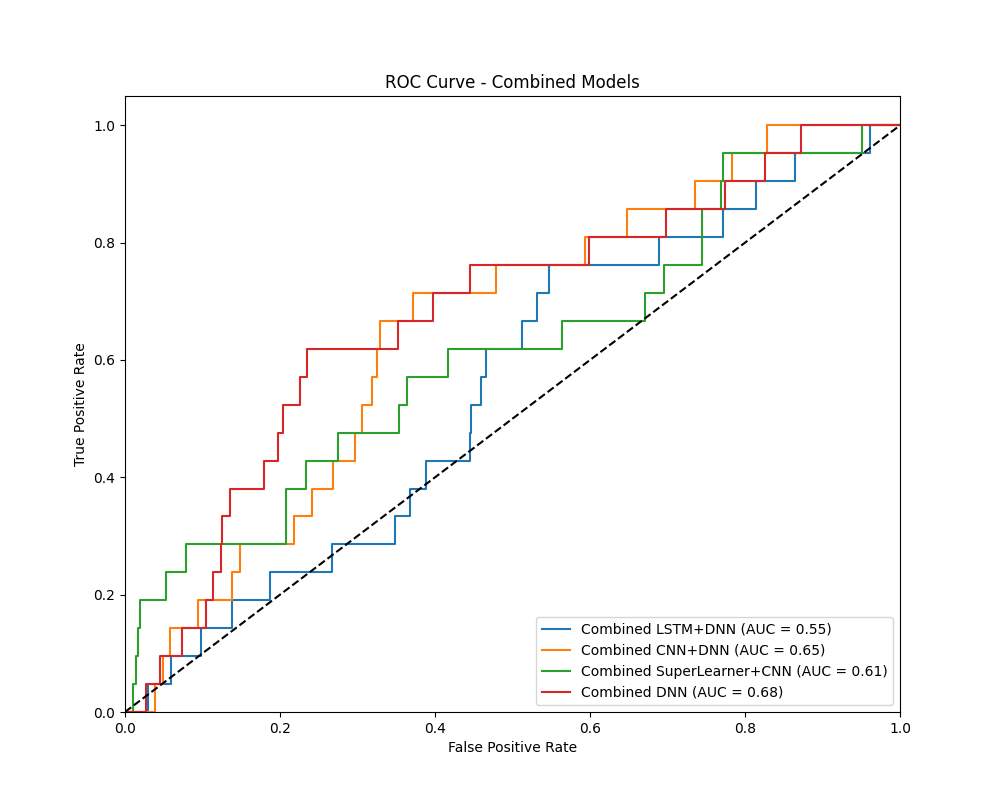 ROC Curve - Combined Models
True Positive Rate
1.0
0.8
0.6
0.4
0.2
0.0
Combined LSTM+DNN (AUC = 0.55)
Combined CNN+DNN (AUC = 0.65)
Combined SuperLearner+CNN (AUC = 0.61)
Combined DNN (AUC = 0.68)
0.0 0.2 0.4 0.6 0.8 1.0
False Positive Rate